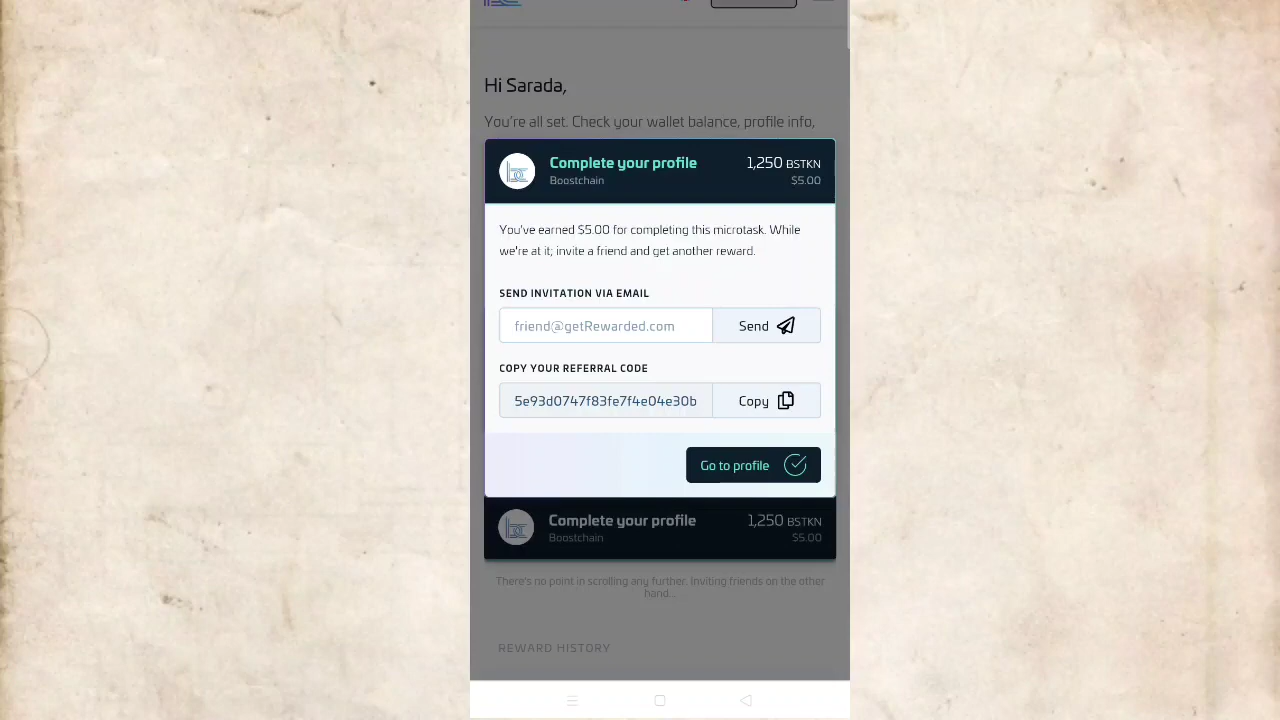 Hi Sarada,
You're all set. Check your wallet balance, profile info,
Complete your profile 1,250 BSTKN
Boostchain $5.00
You've earned $5.00 for completing this microtask. While
we're at it; invite a friend and get another reward.
SEND INVITATION VIA EMAIL
friend@getRewarded.com Send
COPY YOUR REFERRAL CODE
5e93d0747f83fe7f4e04e30b Copy
Go to profile
Complete your profile 1,250 BSTKN
Boostchain $5.00
There's no point in scrolling any further. Inviting friends on the other
hand...
REWARD HISTORY